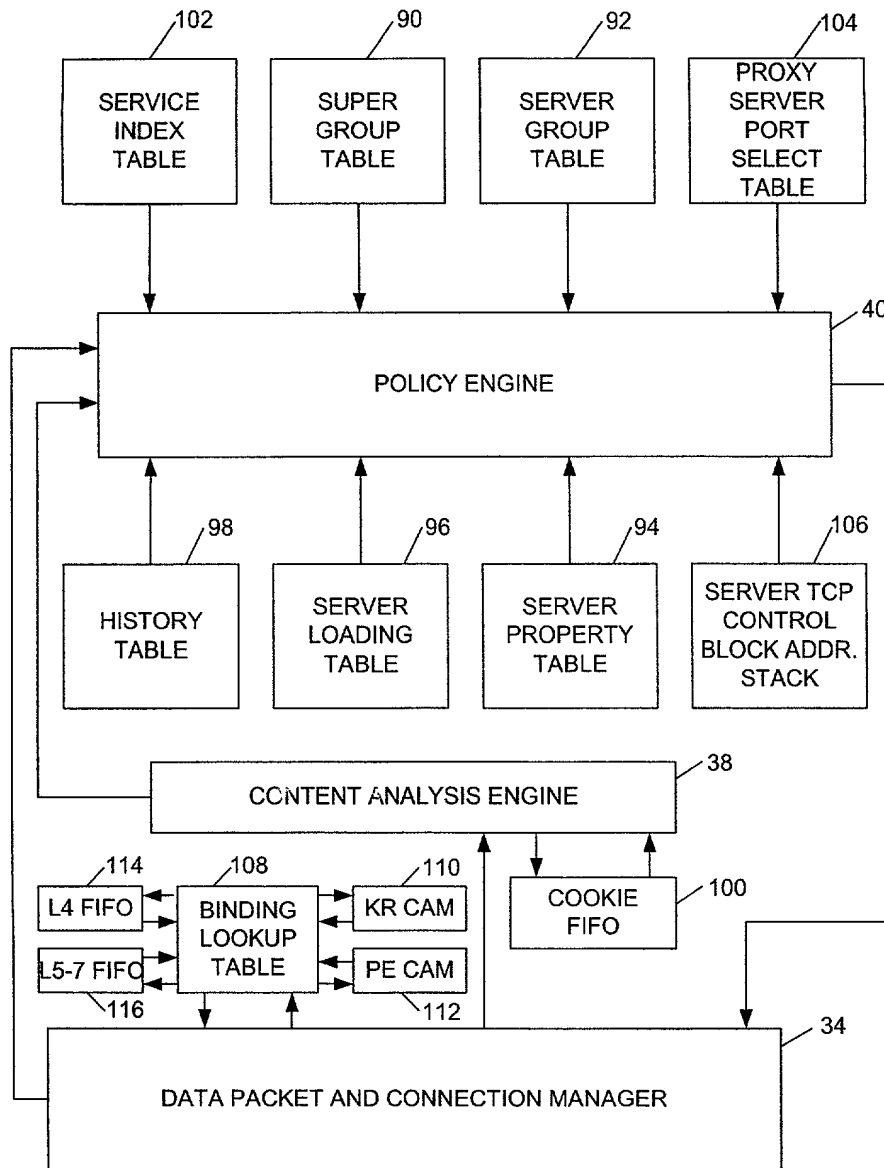 102
90
92
104
SERVICE
INDEX
TABLE
SUPER
GROUP
TABLE
SERVER
GROUP
TABLE
PROXY
SERVER
PORT
SELECT
TABLE
40
POLICY ENGINE
98
96
94
106
HISTORY
TABLE
SERVER
LOADING
TABLE
SERVER
PROPERTY
TABLE
SERVER TCP
CONTROL
BLOCK ADDR.
STACK
38
CONTENT ANALYSIS ENGINE
114
108
110
100
L4 FIFO
BINDING
LOOKUP
TABLE
KR CAM
COOKIE
FIFO
L5-7 FIFO
PE CAM
116
112
34
DATA PACKET AND CONNECTION MANAGER